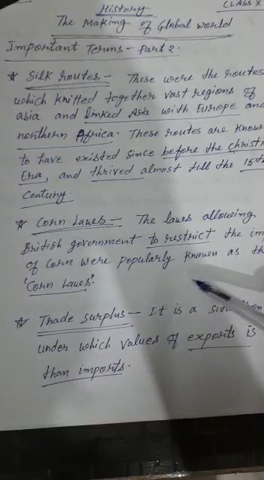 History
(CLASS X
The Making of Global world
Important Terms - Part 2.
* Silk routes :- These were the routes
which knitted together vast regions of
asia and linked Asia with Europe and
northern Africa. These routes are know
to have existed since before the christ
Era, and thrived almost till the 15th
century
* Corn Laws :- The laws allowing
British government to restrict the im
of corn were popularly known as th
"Corn Laws".
* Trade surplus - It is a situation
under which values of exports is
than imports.